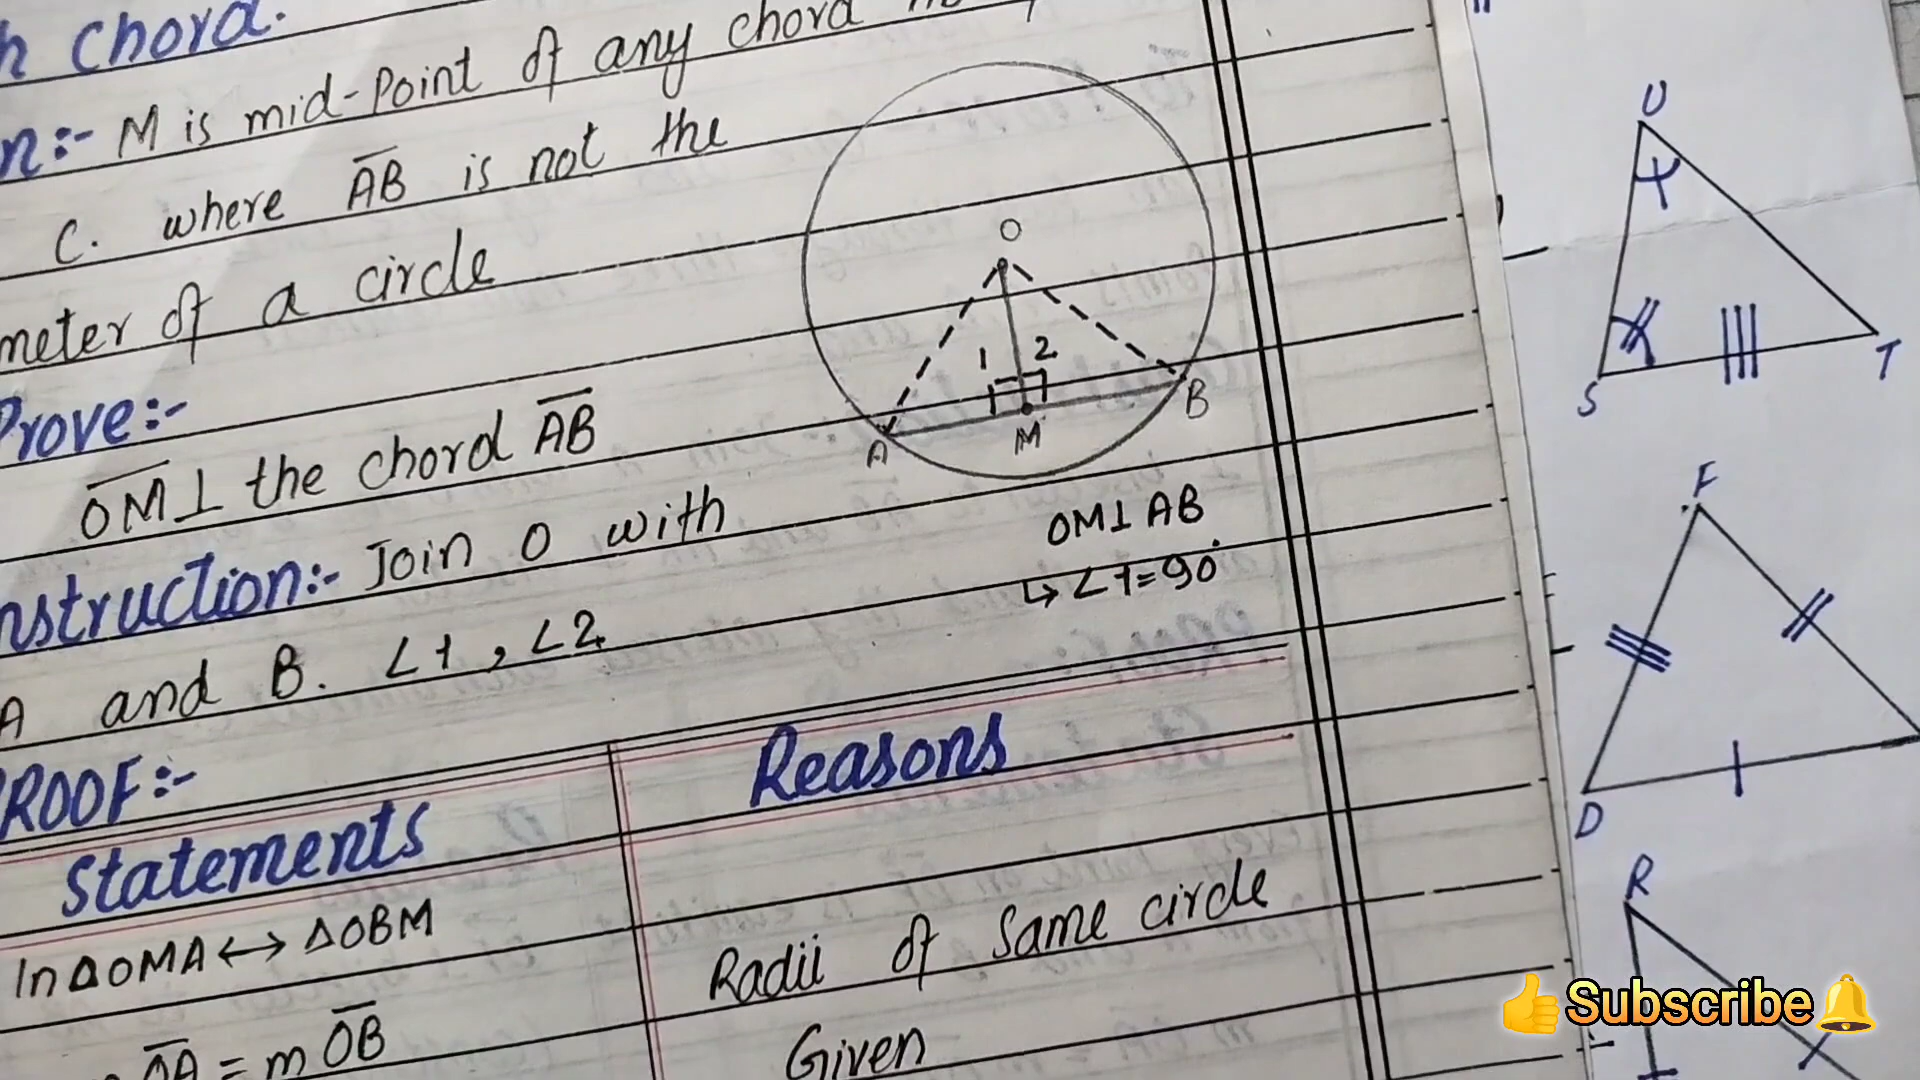 h chord.
n:- M is mid-Point of any chord
C. where AB is not the
meter of a circle
Prove:-
OM⊥ the chord AB
nstruction:- Join O with
A and B. ∠1, ∠2
ROOF:-
Statements Reasons
In ΔOMA ↔ ΔOBM
Radii of Same circle
OA = m OB
Given
O
1 2
A M B
OM⊥AB
↳ ∠1=90°
U
S T
F
D
R
Subscribe